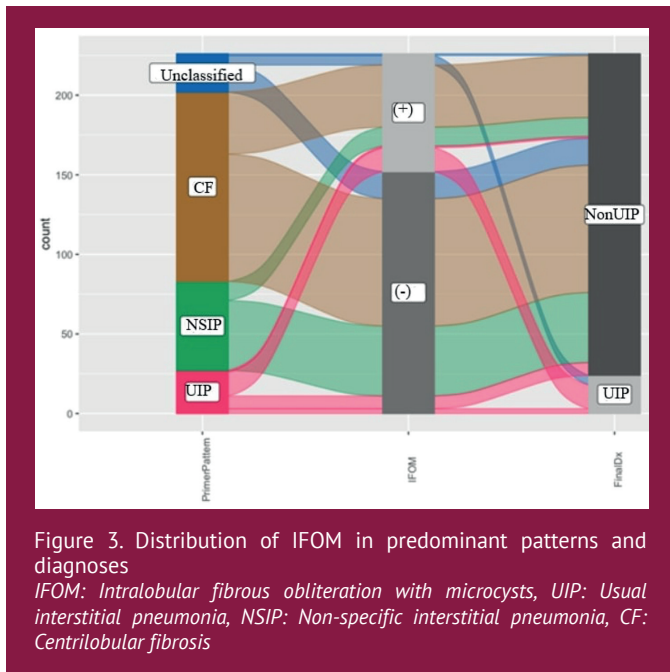 200
150
100
50
0
count
Unclassified
CF
NSIP
UIP
(+)
(-)
NonUIP
UIP
PrimerPattern
IFOM
FinalDx
Figure 3. Distribution of IFOM in predominant patterns and
diagnoses
IFOM: Intralobular fibrous obliteration with microcysts, UIP: Usual
interstitial pneumonia, NSIP: Non-specific interstitial pneumonia, CF:
Centrilobular fibrosis